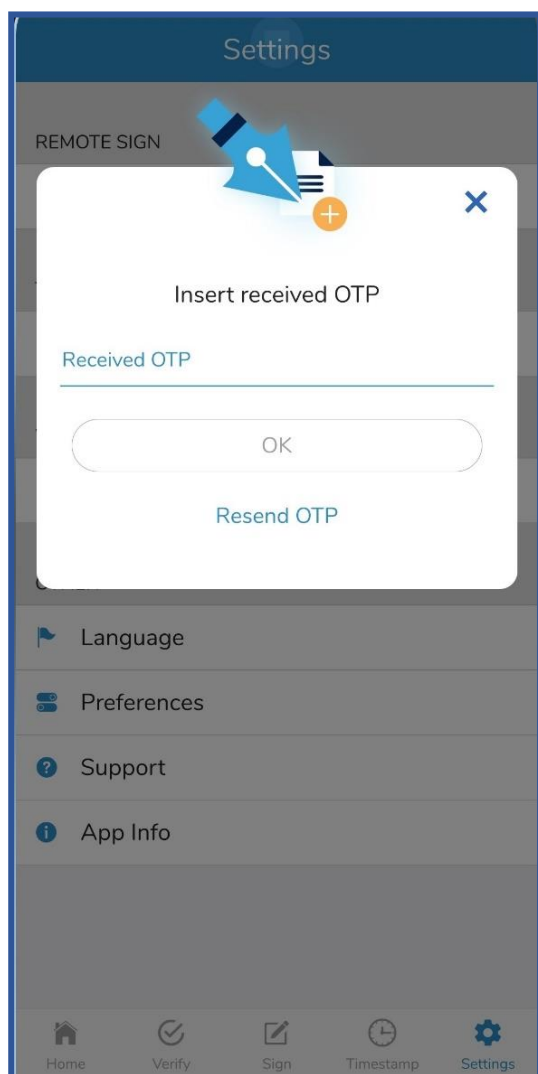 Settings
REMOTE SIGN
Insert received OTP
Received OTP
OK
Resend OTP
Language
Preferences
Support
App Info
Home Verify Sign Timestamp Settings